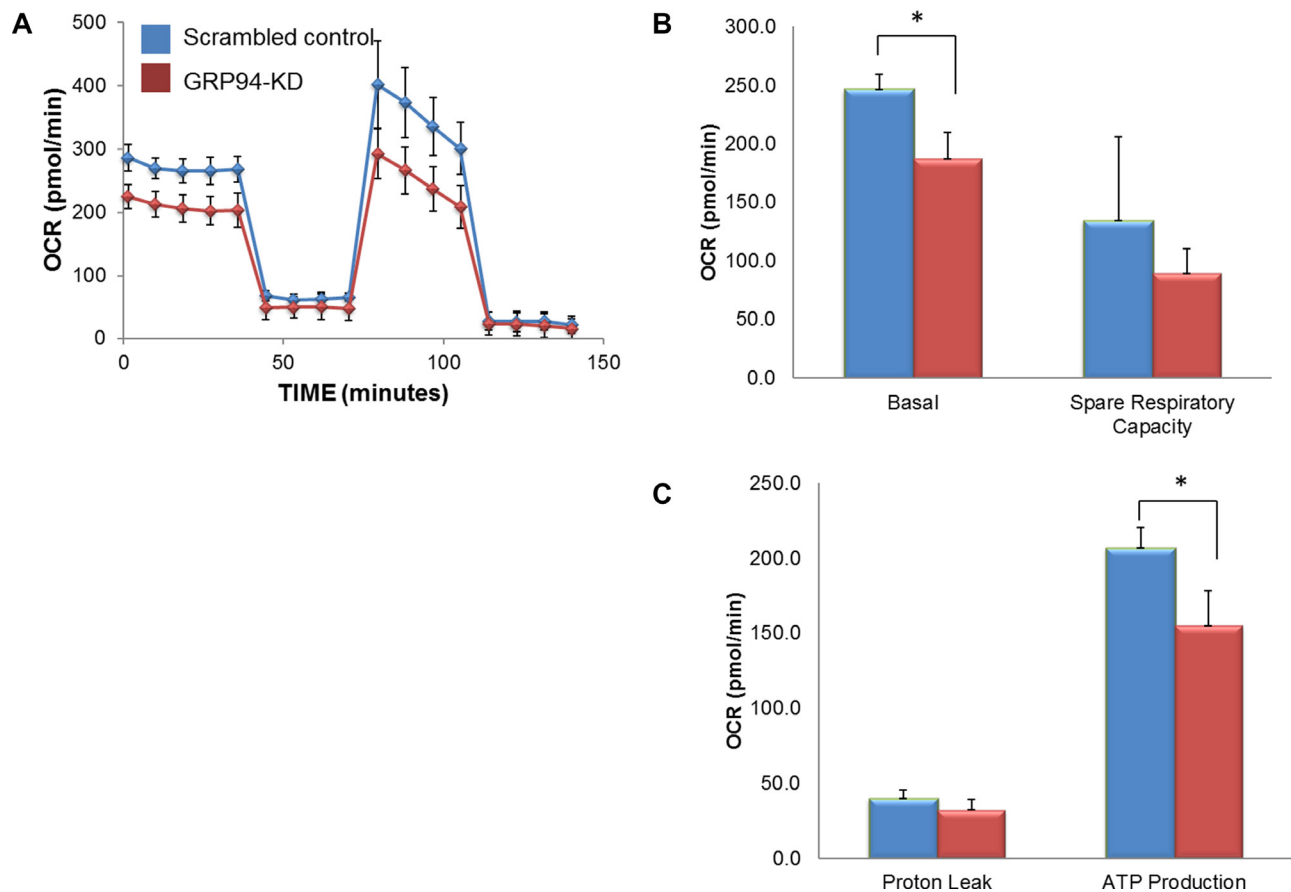 A
Scrambled control
GRP94-KD
500
400
300
200
100
0
OCR (pmol/min)
0
50
100
150
TIME (minutes)
B
*
300.0
250.0
200.0
150.0
100.0
50.0
0.0
OCR (pmol/min)
Basal
Spare Respiratory
Capacity
C
*
250.0
200.0
150.0
100.0
50.0
0.0
OCR (pmol/min)
Proton Leak
ATP Production